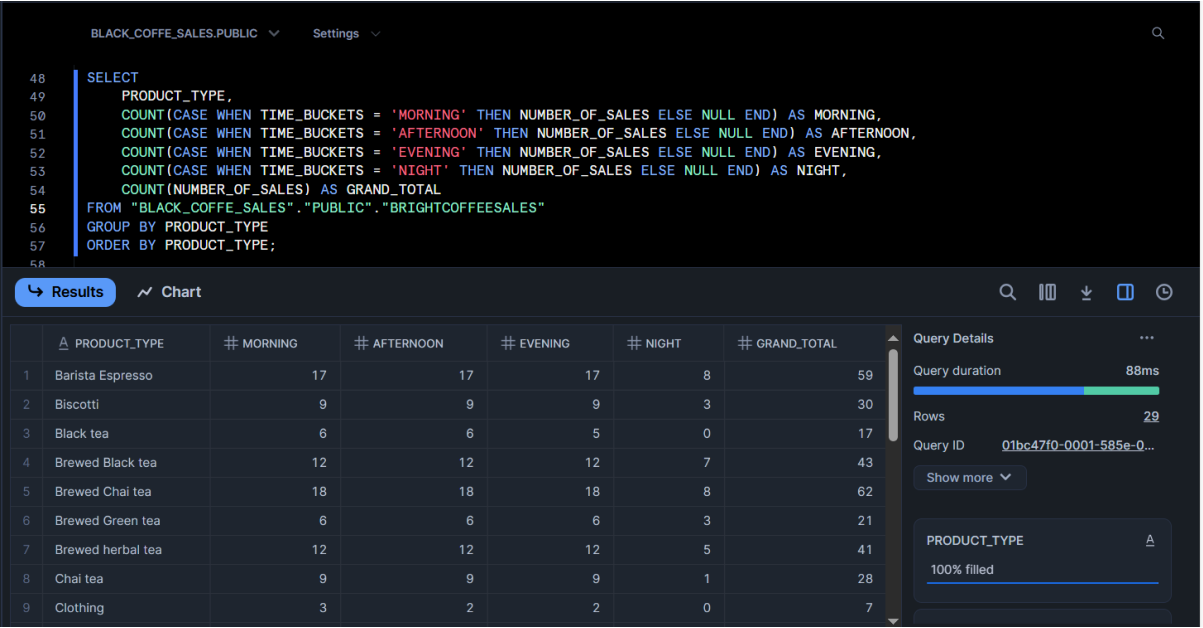 BLACK_COFFE_SALES.PUBLIC Settings
48 SELECT
49 PRODUCT_TYPE,
50 COUNT(CASE WHEN TIME_BUCKETS = 'MORNING' THEN NUMBER_OF_SALES ELSE NULL END) AS MORNING,
51 COUNT(CASE WHEN TIME_BUCKETS = 'AFTERNOON' THEN NUMBER_OF_SALES ELSE NULL END) AS AFTERNOON,
52 COUNT(CASE WHEN TIME_BUCKETS = 'EVENING' THEN NUMBER_OF_SALES ELSE NULL END) AS EVENING,
53 COUNT(CASE WHEN TIME_BUCKETS = 'NIGHT' THEN NUMBER_OF_SALES ELSE NULL END) AS NIGHT,
54 COUNT(NUMBER_OF_SALES) AS GRAND_TOTAL
55 FROM "BLACK_COFFE_SALES"."PUBLIC"."BRIGHTCOFFEESALES"
56 GROUP BY PRODUCT_TYPE
57 ORDER BY PRODUCT_TYPE;
58
Results Chart
A PRODUCT_TYPE # MORNING # AFTERNOON # EVENING # NIGHT # GRAND_TOTAL
1 Barista Espresso 17 17 17 8 59
2 Biscotti 9 9 9 3 30
3 Black tea 6 6 5 0 17
4 Brewed Black tea 12 12 12 7 43
5 Brewed Chai tea 18 18 18 8 62
6 Brewed Green tea 6 6 6 3 21
7 Brewed herbal tea 12 12 12 5 41
8 Chai tea 9 9 9 1 28
9 Clothing 3 2 2 0 7
Query Details ...
Query duration 88ms
Rows 29
Query ID 01bc47f0-0001-585e-0...
Show more
PRODUCT_TYPE A
100% filled